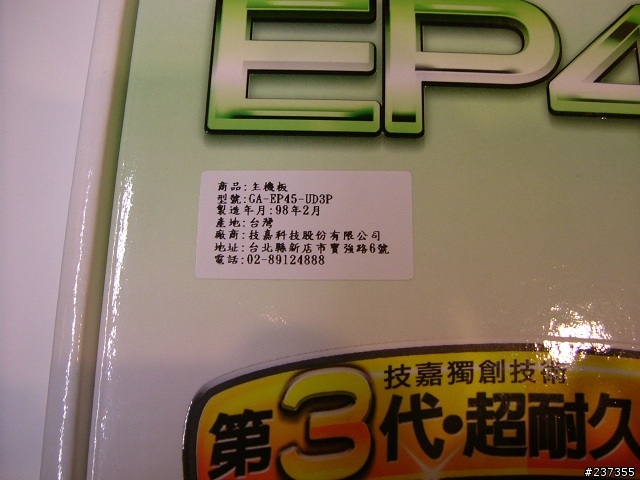 EP4
商品:主機板
型號:GA-EP45-UD3P
製造年月:98年2月
產地:台灣
廠商:技嘉科技股份有限公司
地址:台北縣新店市寶強路6號
電話:02-89124888
技嘉獨創技術
第3代·超耐久
#237355